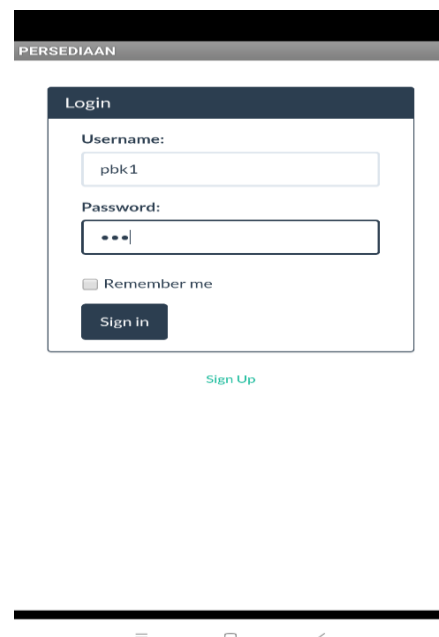 PERSEDIAAN
Login
Username:
pbk1
Password:
•••
Remember me
Sign in
Sign Up